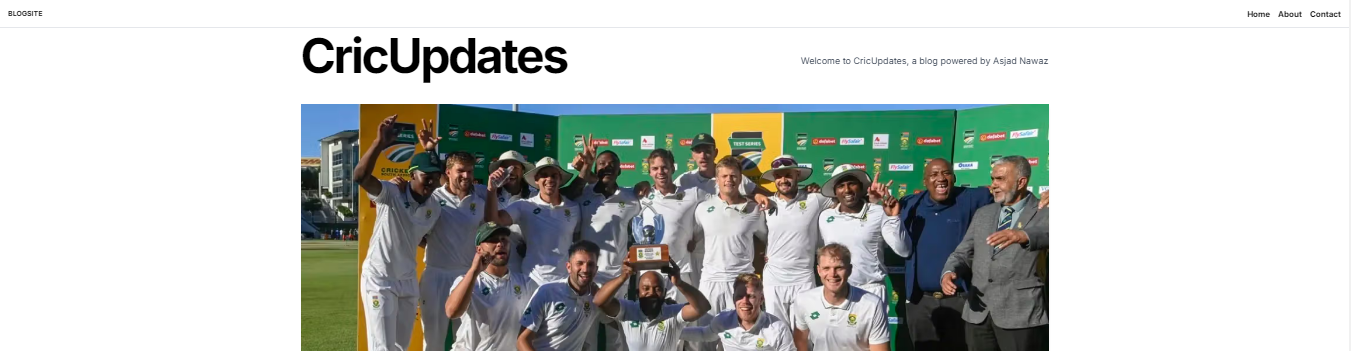 BLOGSITE
Home About Contact
CricUpdates
Welcome to CricUpdates, a blog powered by Asjad Nawaz
TEST SERIES